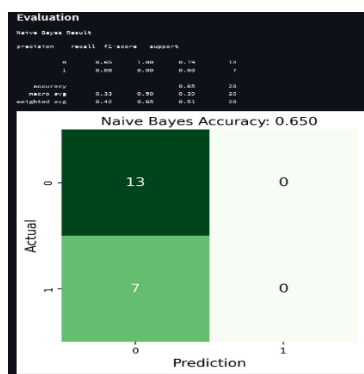 Evaluation
Naive Bayes Result
precision recall f1-score support
0 0.65 1.00 0.79 13
1 0.00 0.00 0.00 7
accuracy 0.65 20
macro avg 0.33 0.50 0.39 20
weighted avg 0.42 0.65 0.51 20
Naive Bayes Accuracy: 0.650
0 13 0
Actual
1 7 0
0 1
Prediction